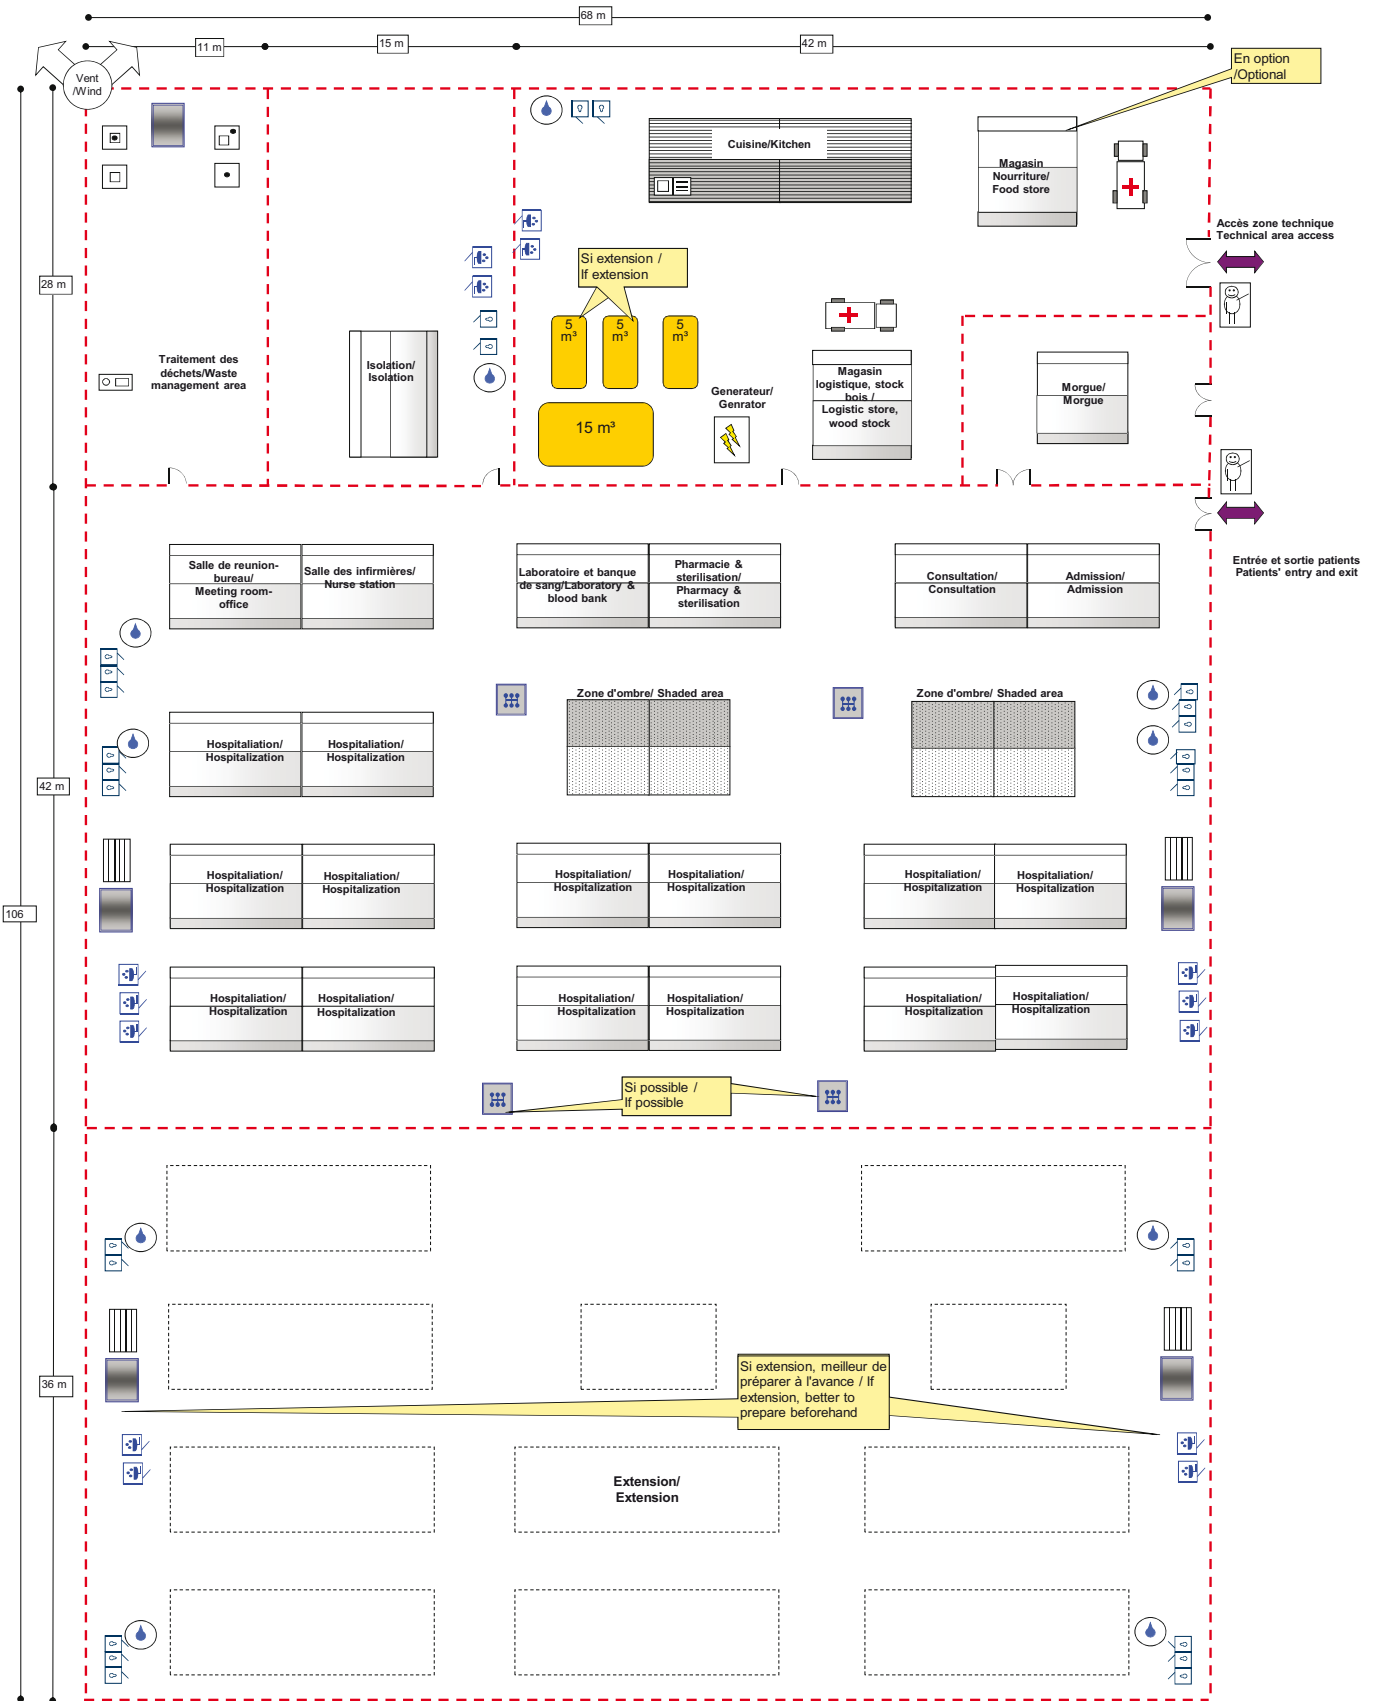 68 m
11 m
15 m
42 m
Vent
/Wind
En option
/Optional
Cuisine/Kitchen
Magasin
Nourriture/
Food store
Accès zone technique
Technical area access
Si extension /
If extension
28 m
5
m³
5
m³
5
m³
15 m³
Traitement des
déchets/Waste
management area
Isolation/
Isolation
Generateur/
Genrator
Magasin
logistique, stock
bois /
Logistic store,
wood stock
Morgue/
Morgue
Entrée et sortie patients
Patients' entry and exit
Salle de reunion-
bureau/
Meeting room-
office
Salle des infirmières/
Nurse station
Laboratoire et banque
de sang/Laboratory &
blood bank
Pharmacie &
sterilisation/
Pharmacy &
sterilisation
Consultation/
Consultation
Admission/
Admission
Zone d'ombre/ Shaded area
Zone d'ombre/ Shaded area
Hospitaliation/
Hospitalization
Hospitaliation/
Hospitalization
42 m
Hospitaliation/
Hospitalization
Hospitaliation/
Hospitalization
Hospitaliation/
Hospitalization
Hospitaliation/
Hospitalization
Hospitaliation/
Hospitalization
Hospitaliation/
Hospitalization
106
Hospitaliation/
Hospitalization
Hospitaliation/
Hospitalization
Hospitaliation/
Hospitalization
Hospitaliation/
Hospitalization
Hospitaliation/
Hospitalization
Hospitaliation/
Hospitalization
Si possible /
If possible
36 m
Si extension, meilleur de
préparer à l'avance / If
extension, better to
prepare beforehand
Extension/
Extension